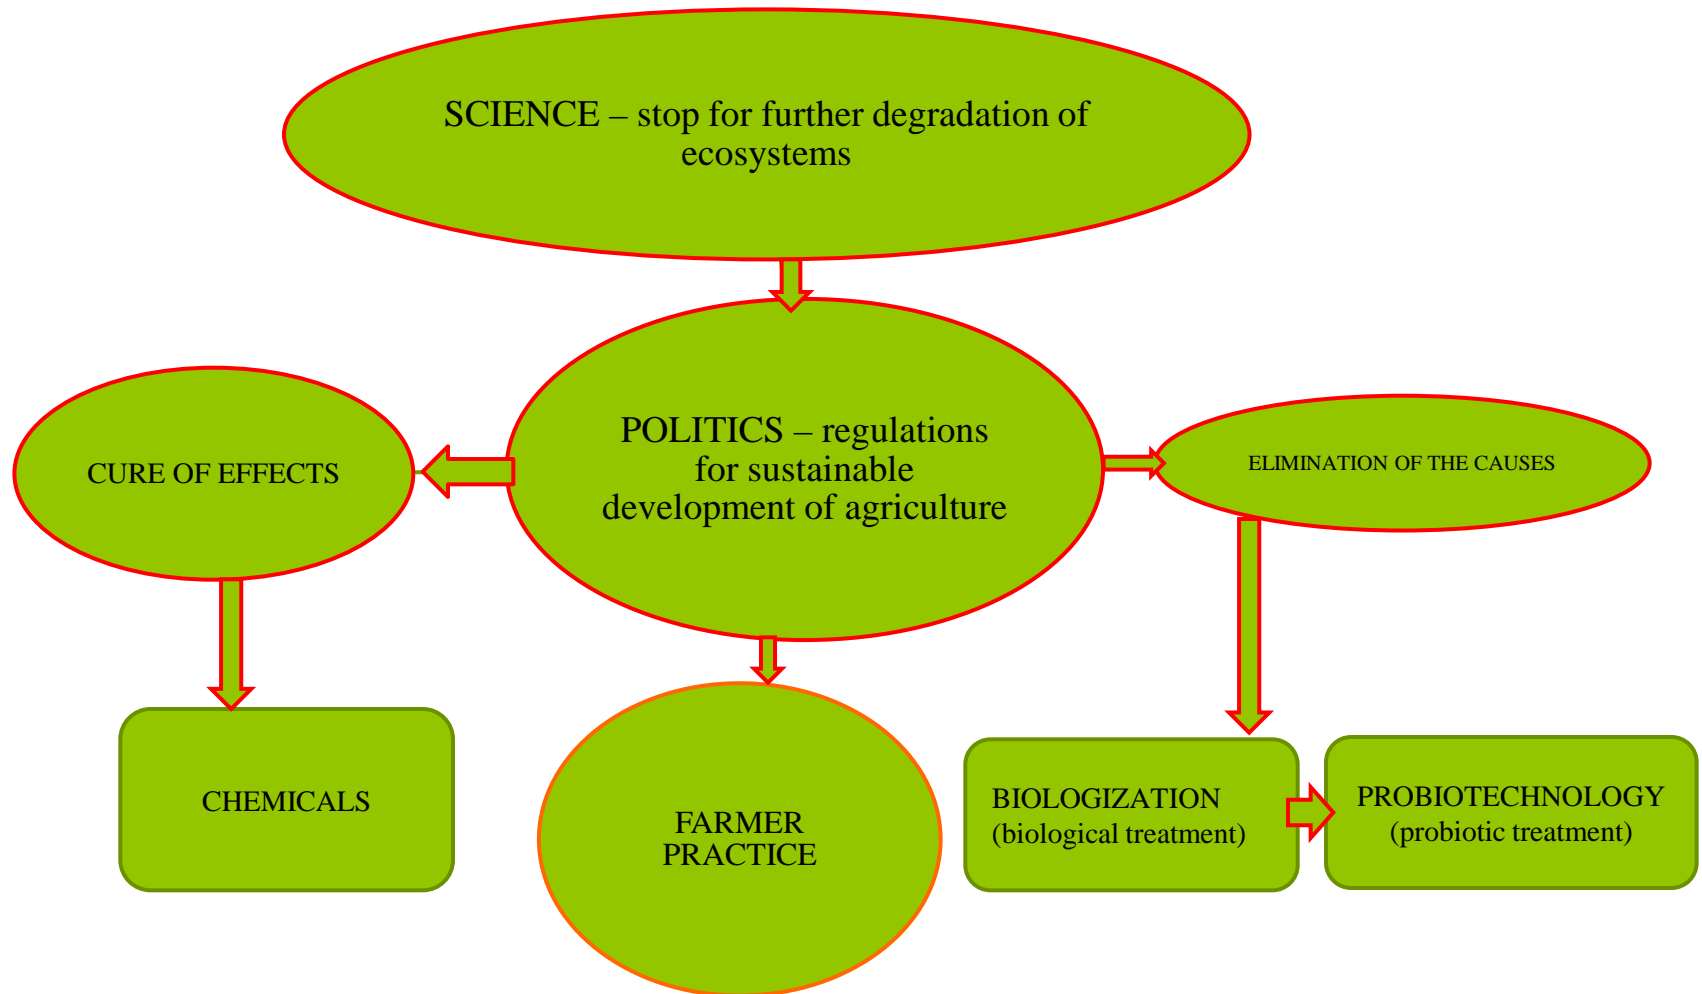 SCIENCE – stop for further degradation of
ecosystems
POLITICS – regulations
for sustainable
development of agriculture
CURE OF EFFECTS
ELIMINATION OF THE CAUSES
CHEMICALS
FARMER
PRACTICE
BIOLOGIZATION
(biological treatment)
PROBIOTECHNOLOGY
(probiotic treatment)